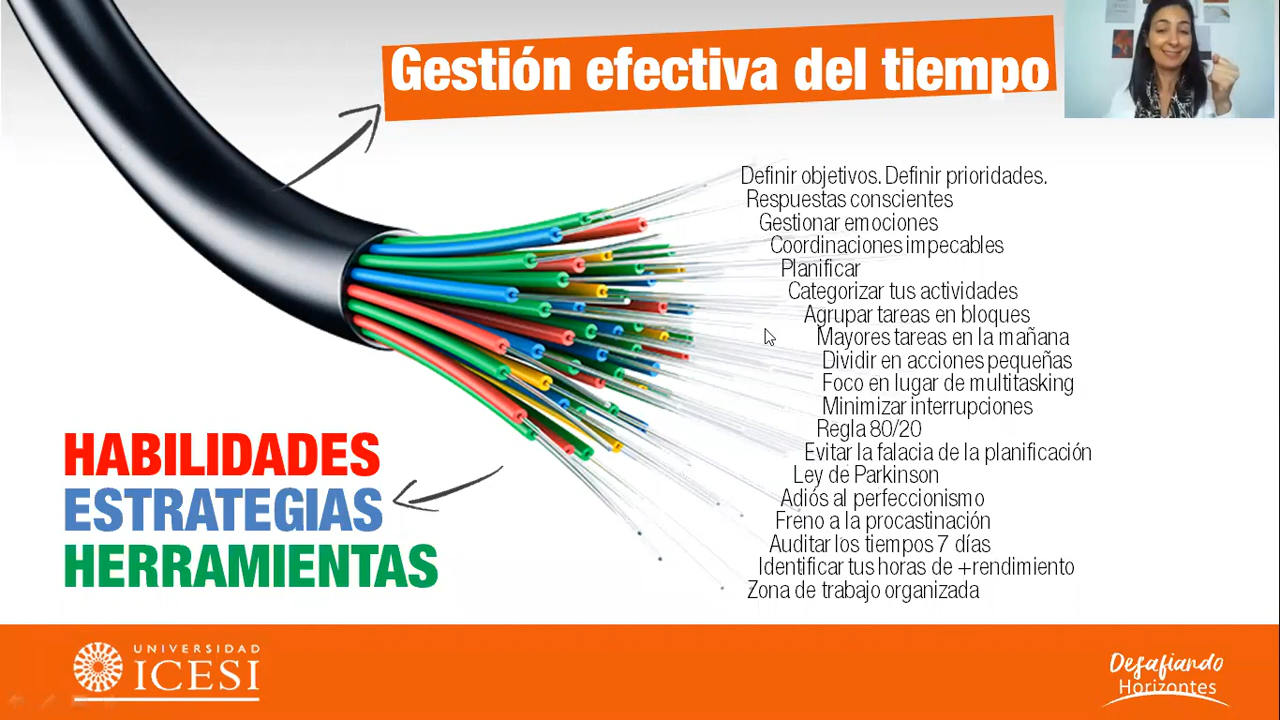 Gestión efectiva del tiempo
Definir objetivos. Definir prioridades.
Respuestas conscientes
Gestionar emociones
Coordinaciones impecables
Planificar
Categorizar tus actividades
Agrupar tareas en bloques
Mayores tareas en la mañana
Dividir en acciones pequeñas
Foco en lugar de multitasking
Minimizar interrupciones
Regla 80/20
Evitar la falacia de la planificación
Ley de Parkinson
Adiós al perfeccionismo
Freno a la procastinación
Auditar los tiempos 7 días
Identificar tus horas de +rendimiento
Zona de trabajo organizada
HABILIDADES
ESTRATEGIAS
HERRAMIENTAS
UNIVERSIDAD
ICESI
Desafiando
Horizontes